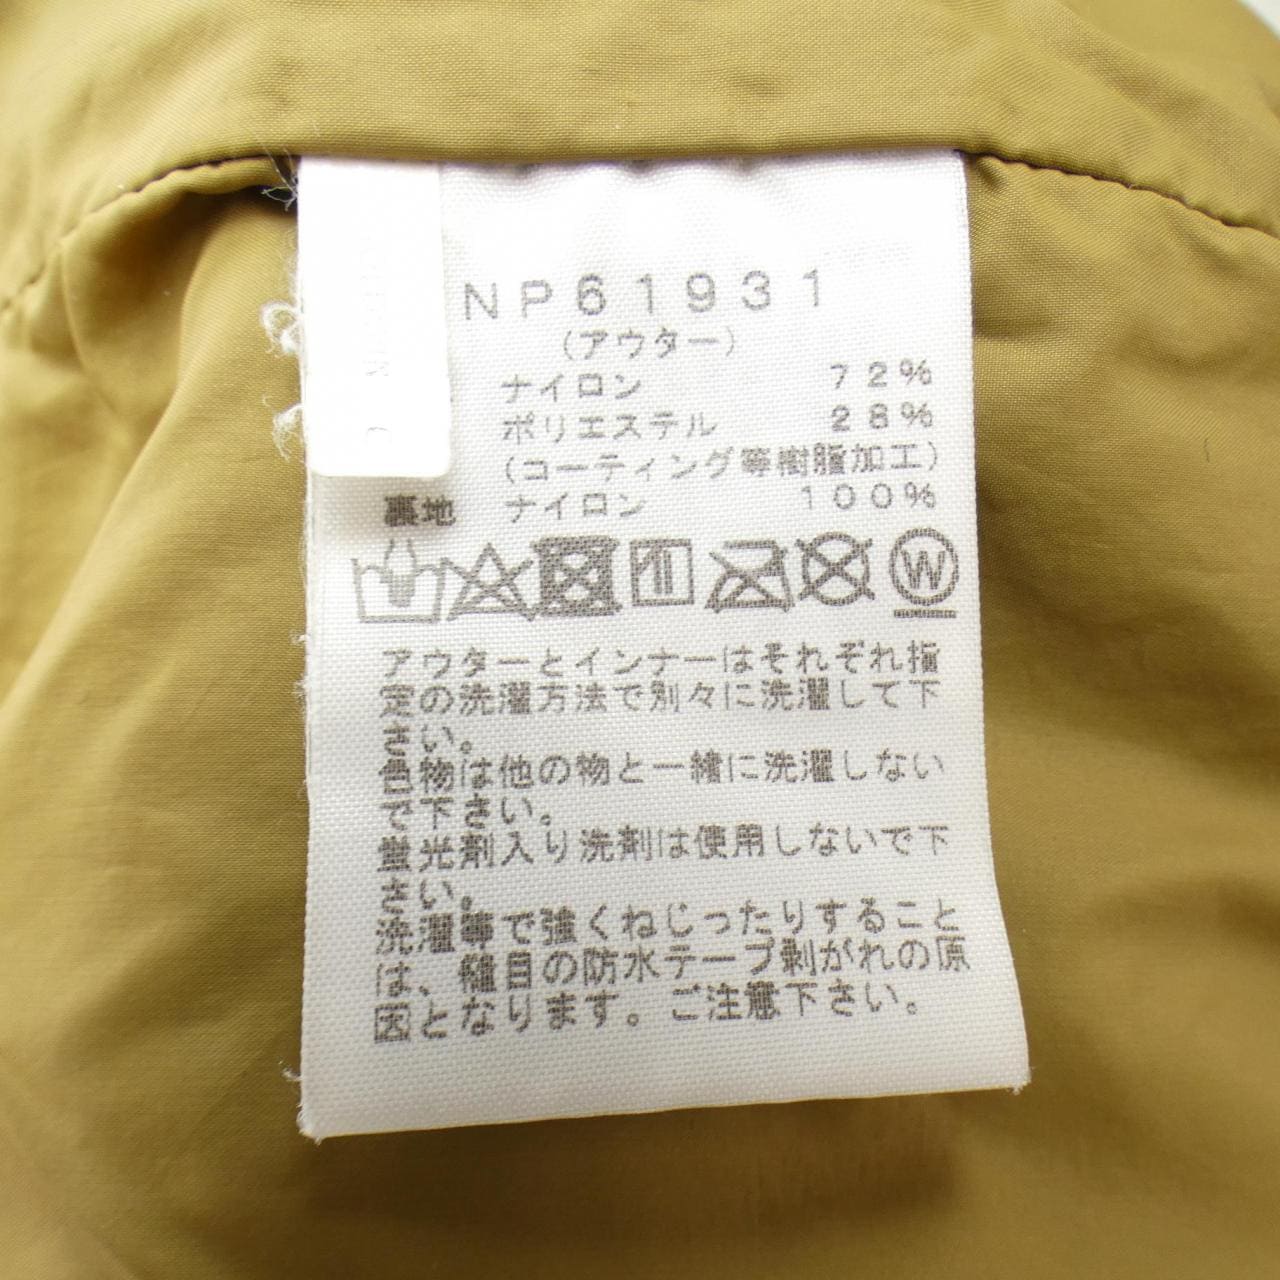 NP61931
(アウター)
ナイロン 72%
ポリエステル 28%
(コーティング等樹脂加工)
裏地 ナイロン 100%
W
アウターとインナーはそれぞれ指
定の洗濯方法で別々に洗濯して下
さい。
色物は他の物と一緒に洗濯しない
で下さい。
蛍光剤入り洗剤は使用しないで下
さい。
洗濯等で強くねじったりすること
は、縫目の防水テープ剥がれの原
因となります。ご注意下さい。